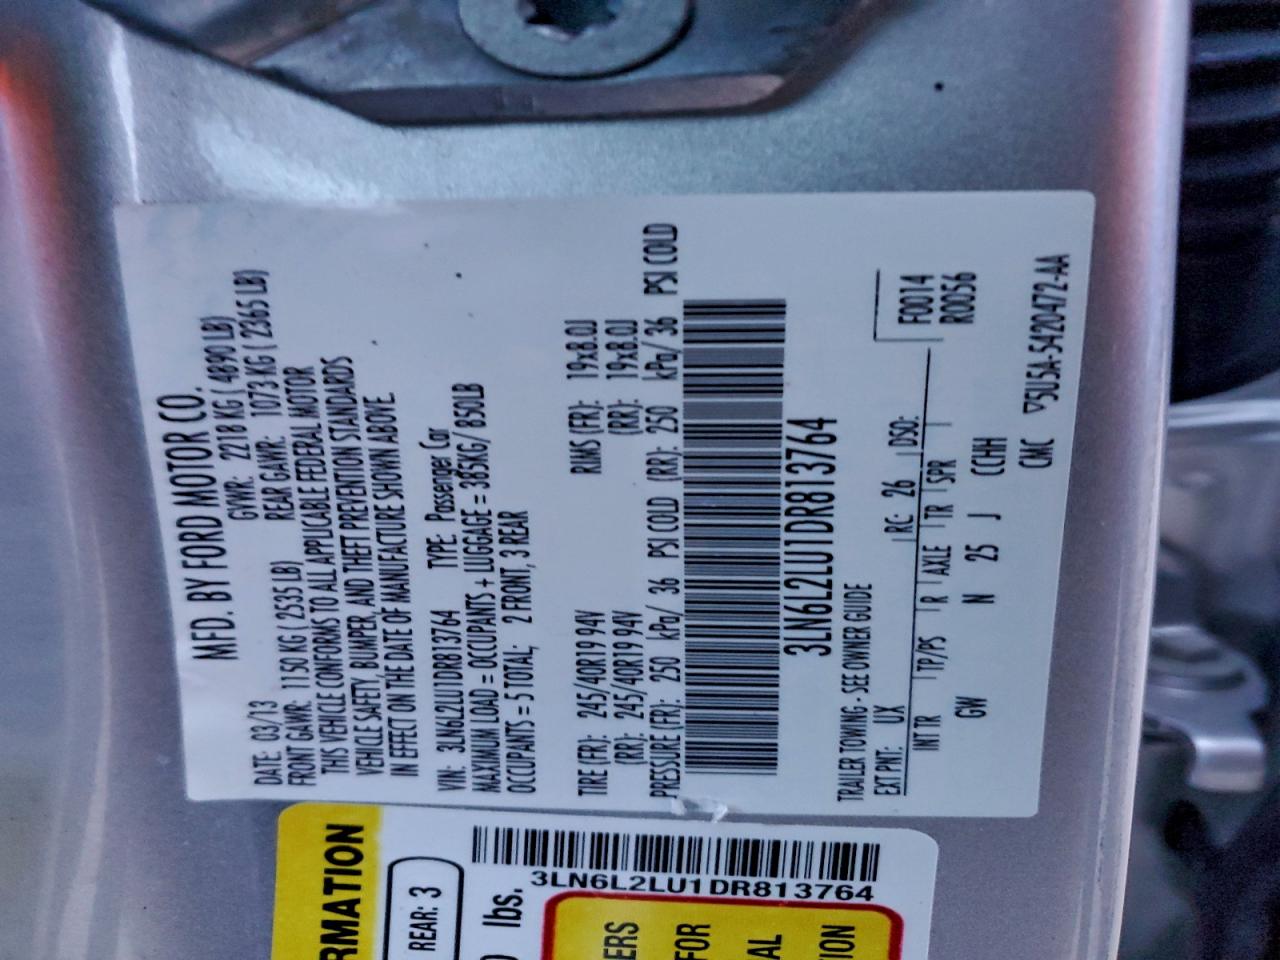 MFD. BY FORD MOTOR CO.
DATE: 03/13 GVWR: 2218 KG ( 4890 LB)
FRONT GAWR: 1150 KG ( 2535 LB) REAR GAWR: 1073 KG ( 2365 LB)
THIS VEHICLE CONFORMS TO ALL APPLICABLE FEDERAL MOTOR
VEHICLE SAFETY, BUMPER, AND THEFT PREVENTION STANDARDS
IN EFFECT ON THE DATE OF MANUFACTURE SHOWN ABOVE.
VIN: 3LN6L2LU1DR813764 TYPE: Passenger Car
MAXIMUM LOAD = OCCUPANTS + LUGGAGE = 385KG/ 850LB
OCCUPANTS = 5 TOTAL; 2 FRONT, 3 REAR
TIRE (FR): 245/40R19 94V RIMS (FR): 19x8.0J
(RR): 245/40R19 94V (RR): 19x8.0J
PRESSURE (FR): 250 kPa/ 36 PSI COLD (RR): 250 kPa/ 36 PSI COLD
3LN6L2LU1DR813764
TRAILER TOWING - SEE OWNER GUIDE
EXT PNT: UX RC: 26 DSO: F0014
INT TR TP/PS R AXLE TR SPR R0056
GW N 25 J CCHH
CMC ▽5U5A-5420472-AA
RMATION
REAR: 3
lbs.
3LN6L2LU1DR813764
ERS
FOR
AL
TION